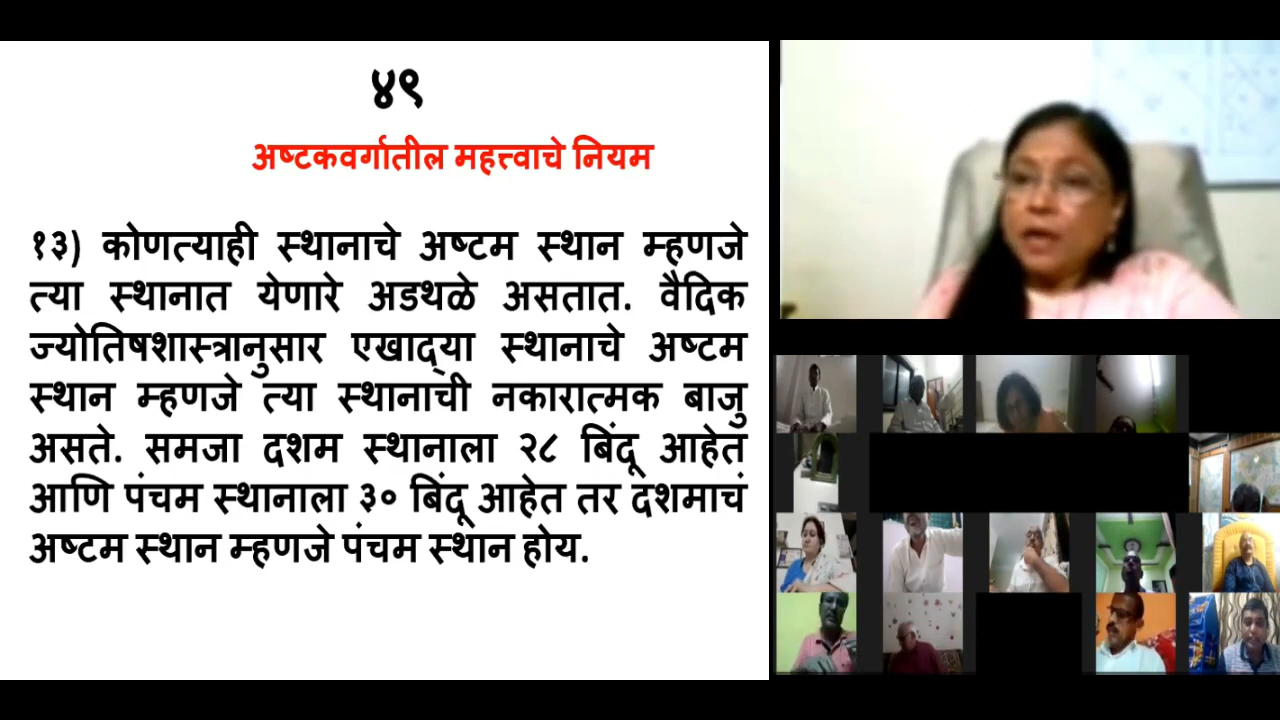 ४९
अष्टकवर्गातील महत्त्वाचे नियम
१३) कोणत्याही स्थानाचे अष्टम स्थान म्हणजे
त्या स्थानात येणारे अडथळे असतात. वैदिक
ज्योतिषशास्त्रानुसार एखाद्‌या स्थानाचे अष्टम
स्थान म्हणजे त्या स्थानाची नकारात्मक बाजु
असते. समजा दशम स्थानाला २८ बिंदू आहेत
आणि पंचम स्थानाला ३० बिंदू आहेत तर दशमाचं
अष्टम स्थान म्हणजे पंचम स्थान होय.